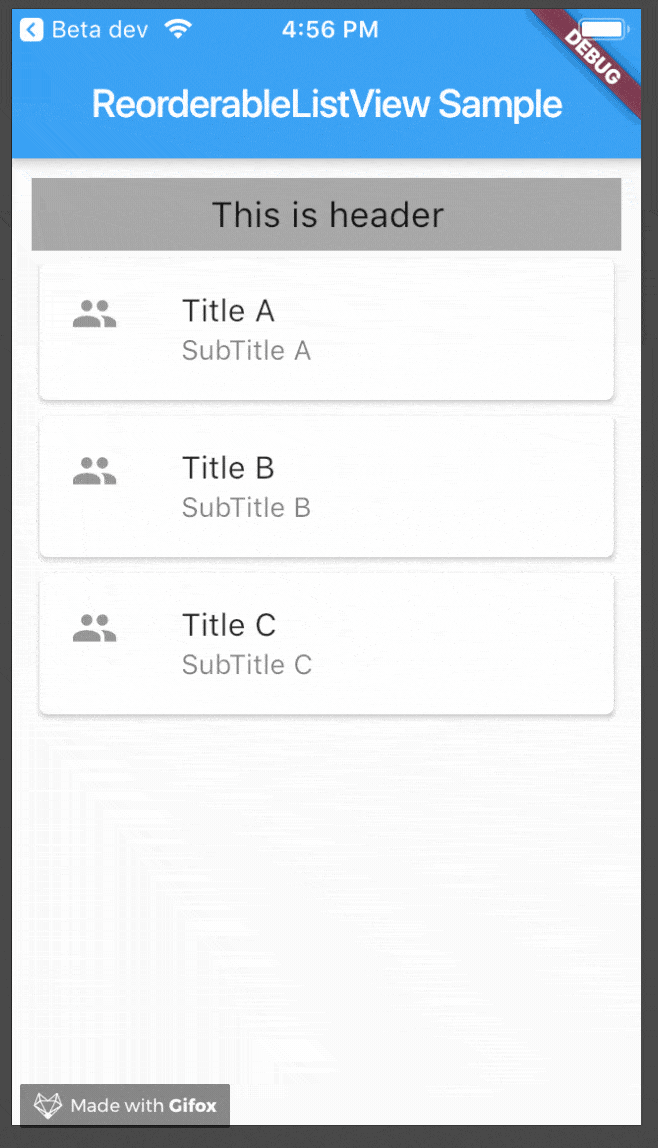 Beta dev
4:56 PM
DEBUG
ReorderableListView Sample
This is header
Title A
SubTitle A
Title B
SubTitle B
Title C
SubTitle C
Made with Gifox